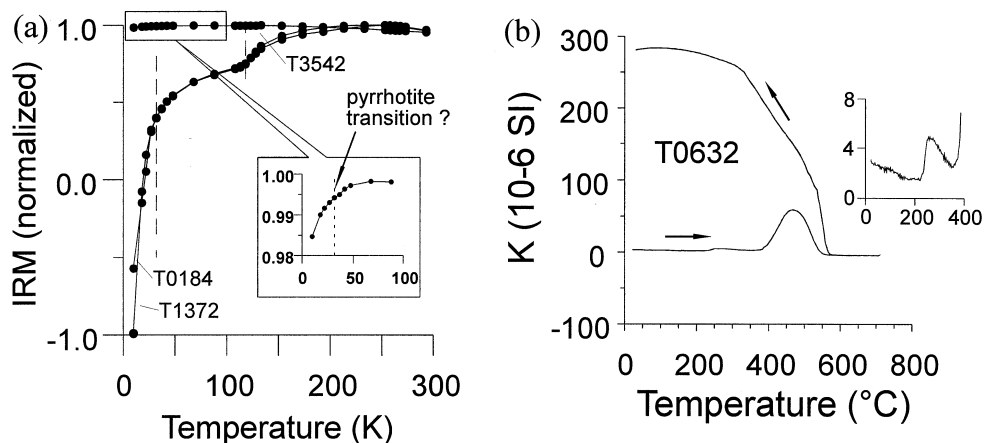 (a)
IRM (normalized)
1.0
0.0
-1.0
T3542
pyrrhotite
transition ?
1.00
0.99
0.98
0 50 100
T0184
T1372
0 100 200 293
Temperature (K)
(b)
K (10-6 SI)
300
200
100
0
-100
T0632
8
4
0
0 200 400
0 200 400 600 800
Temperature (°C)